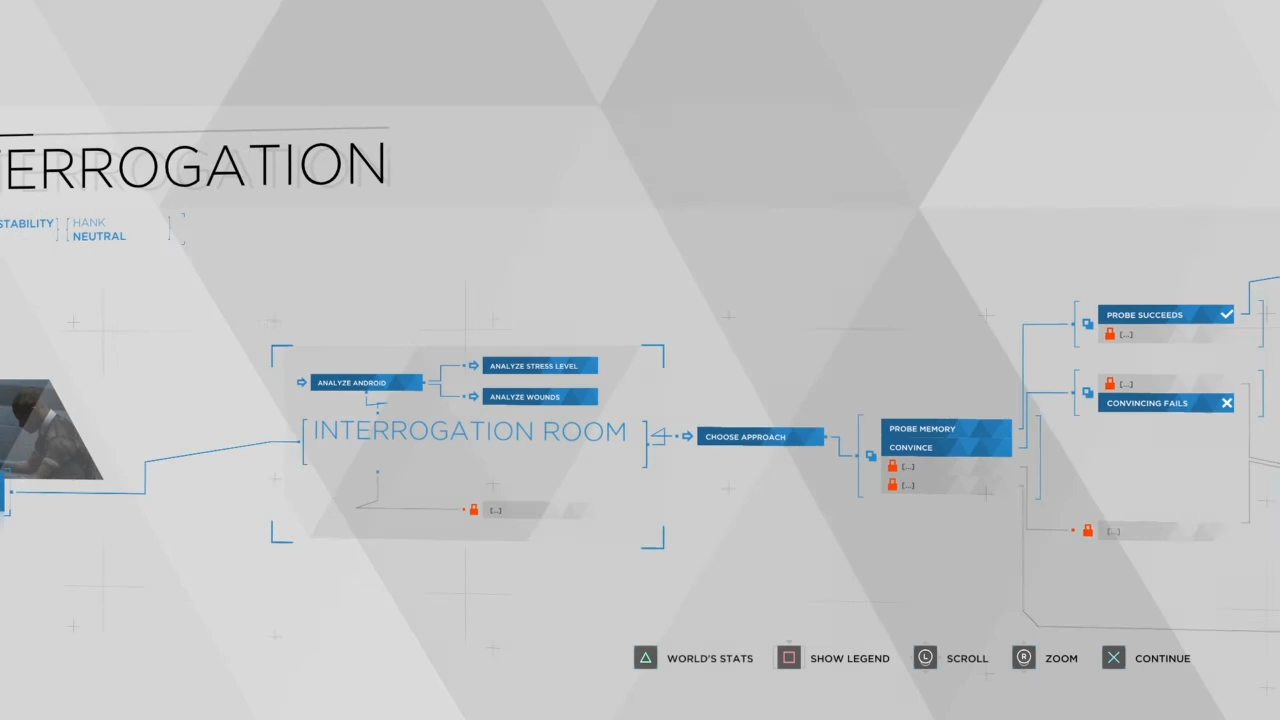 ERROGATION
STABILITY
HANK
NEUTRAL
ANALYZE ANDROID
ANALYZE STRESS LEVEL
ANALYZE WOUNDS
INTERROGATION ROOM
[...]
CHOOSE APPROACH
PROBE MEMORY
CONVINCE
[...]
[...]
PROBE SUCCEEDS
[...]
[...]
CONVINCING FAILS
[...]
WORLD'S STATS
SHOW LEGEND
L SCROLL
R ZOOM
CONTINUE